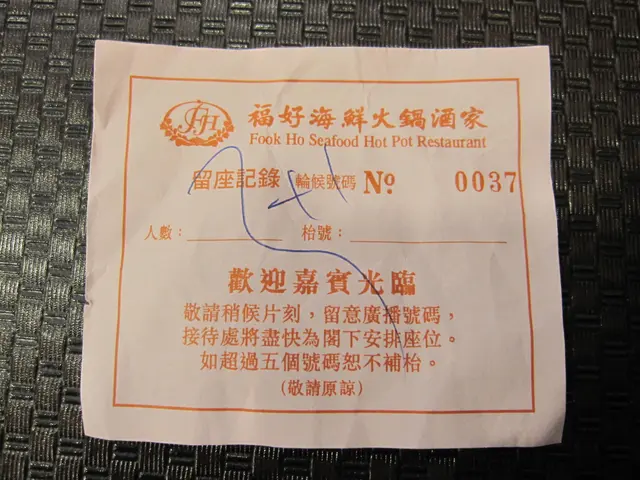 福好海鮮火鍋酒家
Fook Ho Seafood Hot Pot Restaurant
留座記錄 輪候號碼 No 0037
人數： 枱號：
歡迎嘉賓光臨
敬請稍候片刻，留意廣播號碼，
接待處將盡快為閣下安排座位。
如超過五個號碼恕不補枱。
(敬請原諒)